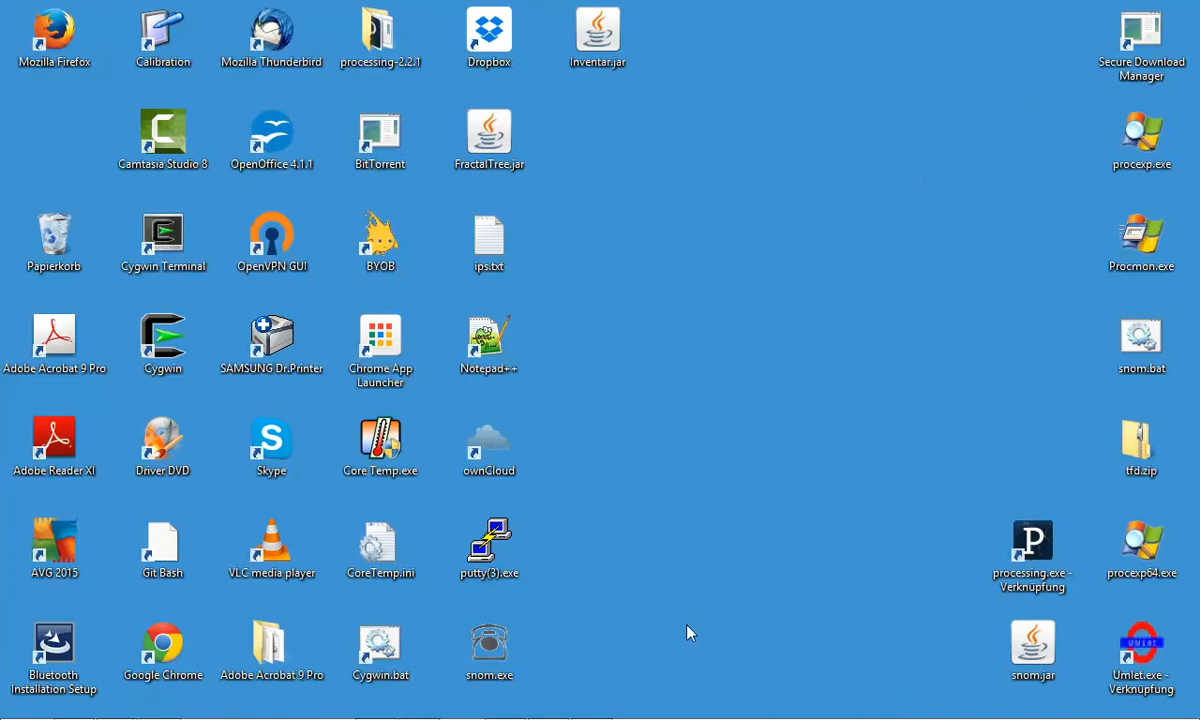 Mozilla Firefox
Calibration
Mozilla Thunderbird
processing-2.2.1
Dropbox
Inventar.jar
Secure Download
Manager
Camtasia Studio 8
OpenOffice 4.1.1
BitTorrent
FractalTree.jar
procexp.exe
Papierkorb
Cygwin Terminal
OpenVPN GUI
BYOB
ips.txt
Procmon.exe
Adobe Acrobat 9 Pro
Cygwin
SAMSUNG Dr.Printer
Chrome App
Launcher
Notepad++
snom.bat
Adobe Reader XI
Driver DVD
Skype
Core Temp.exe
ownCloud
tfd.zip
AVG 2015
Git Bash
VLC media player
CoreTemp.ini
putty(3).exe
P
processing.exe -
Verknüpfung
procexp64.exe
Bluetooth
Installation Setup
Google Chrome
Adobe Acrobat 9 Pro
Cygwin.bat
snom.exe
snom.jar
UMLET
Umlet.exe -
Verknüpfung